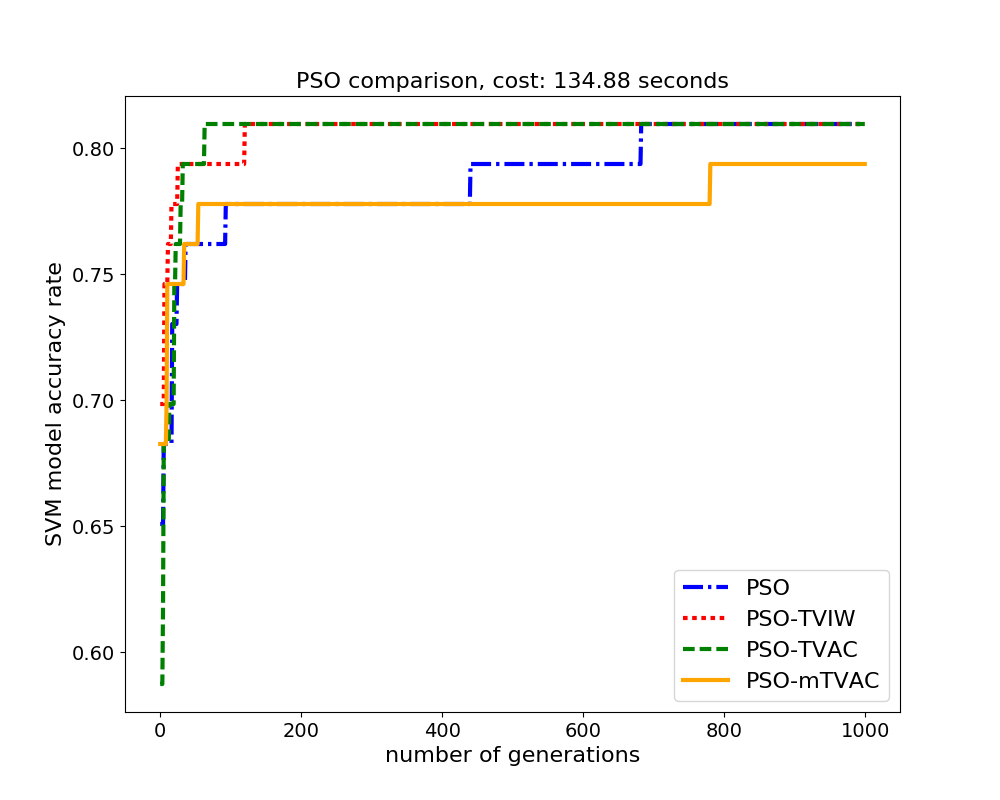 PSO comparison, cost: 134.88 seconds
SVM model accuracy rate
0.80
0.75
0.70
0.65
0.60
0
200
400
600
800
1000
number of generations
PSO
PSO-TVIW
PSO-TVAC
PSO-mTVAC